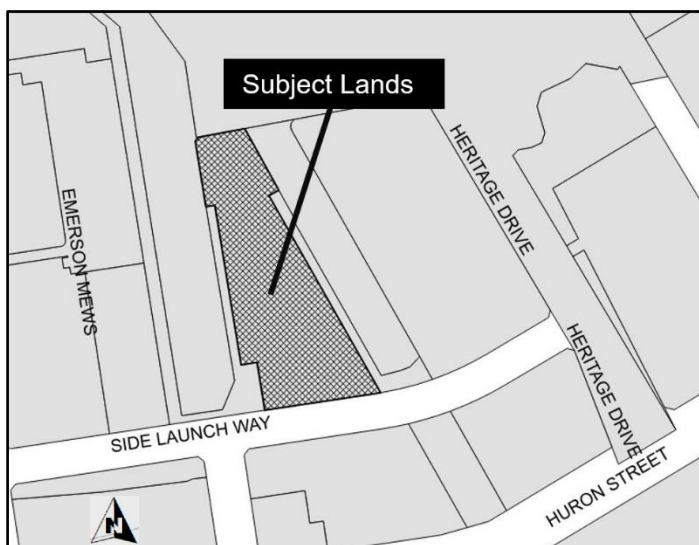 Subject Lands
HERITAGE DRIVE
EMERSON MEWS
HERITAGE DRIVE
SIDE LAUNCH WAY
HURON STREET
N